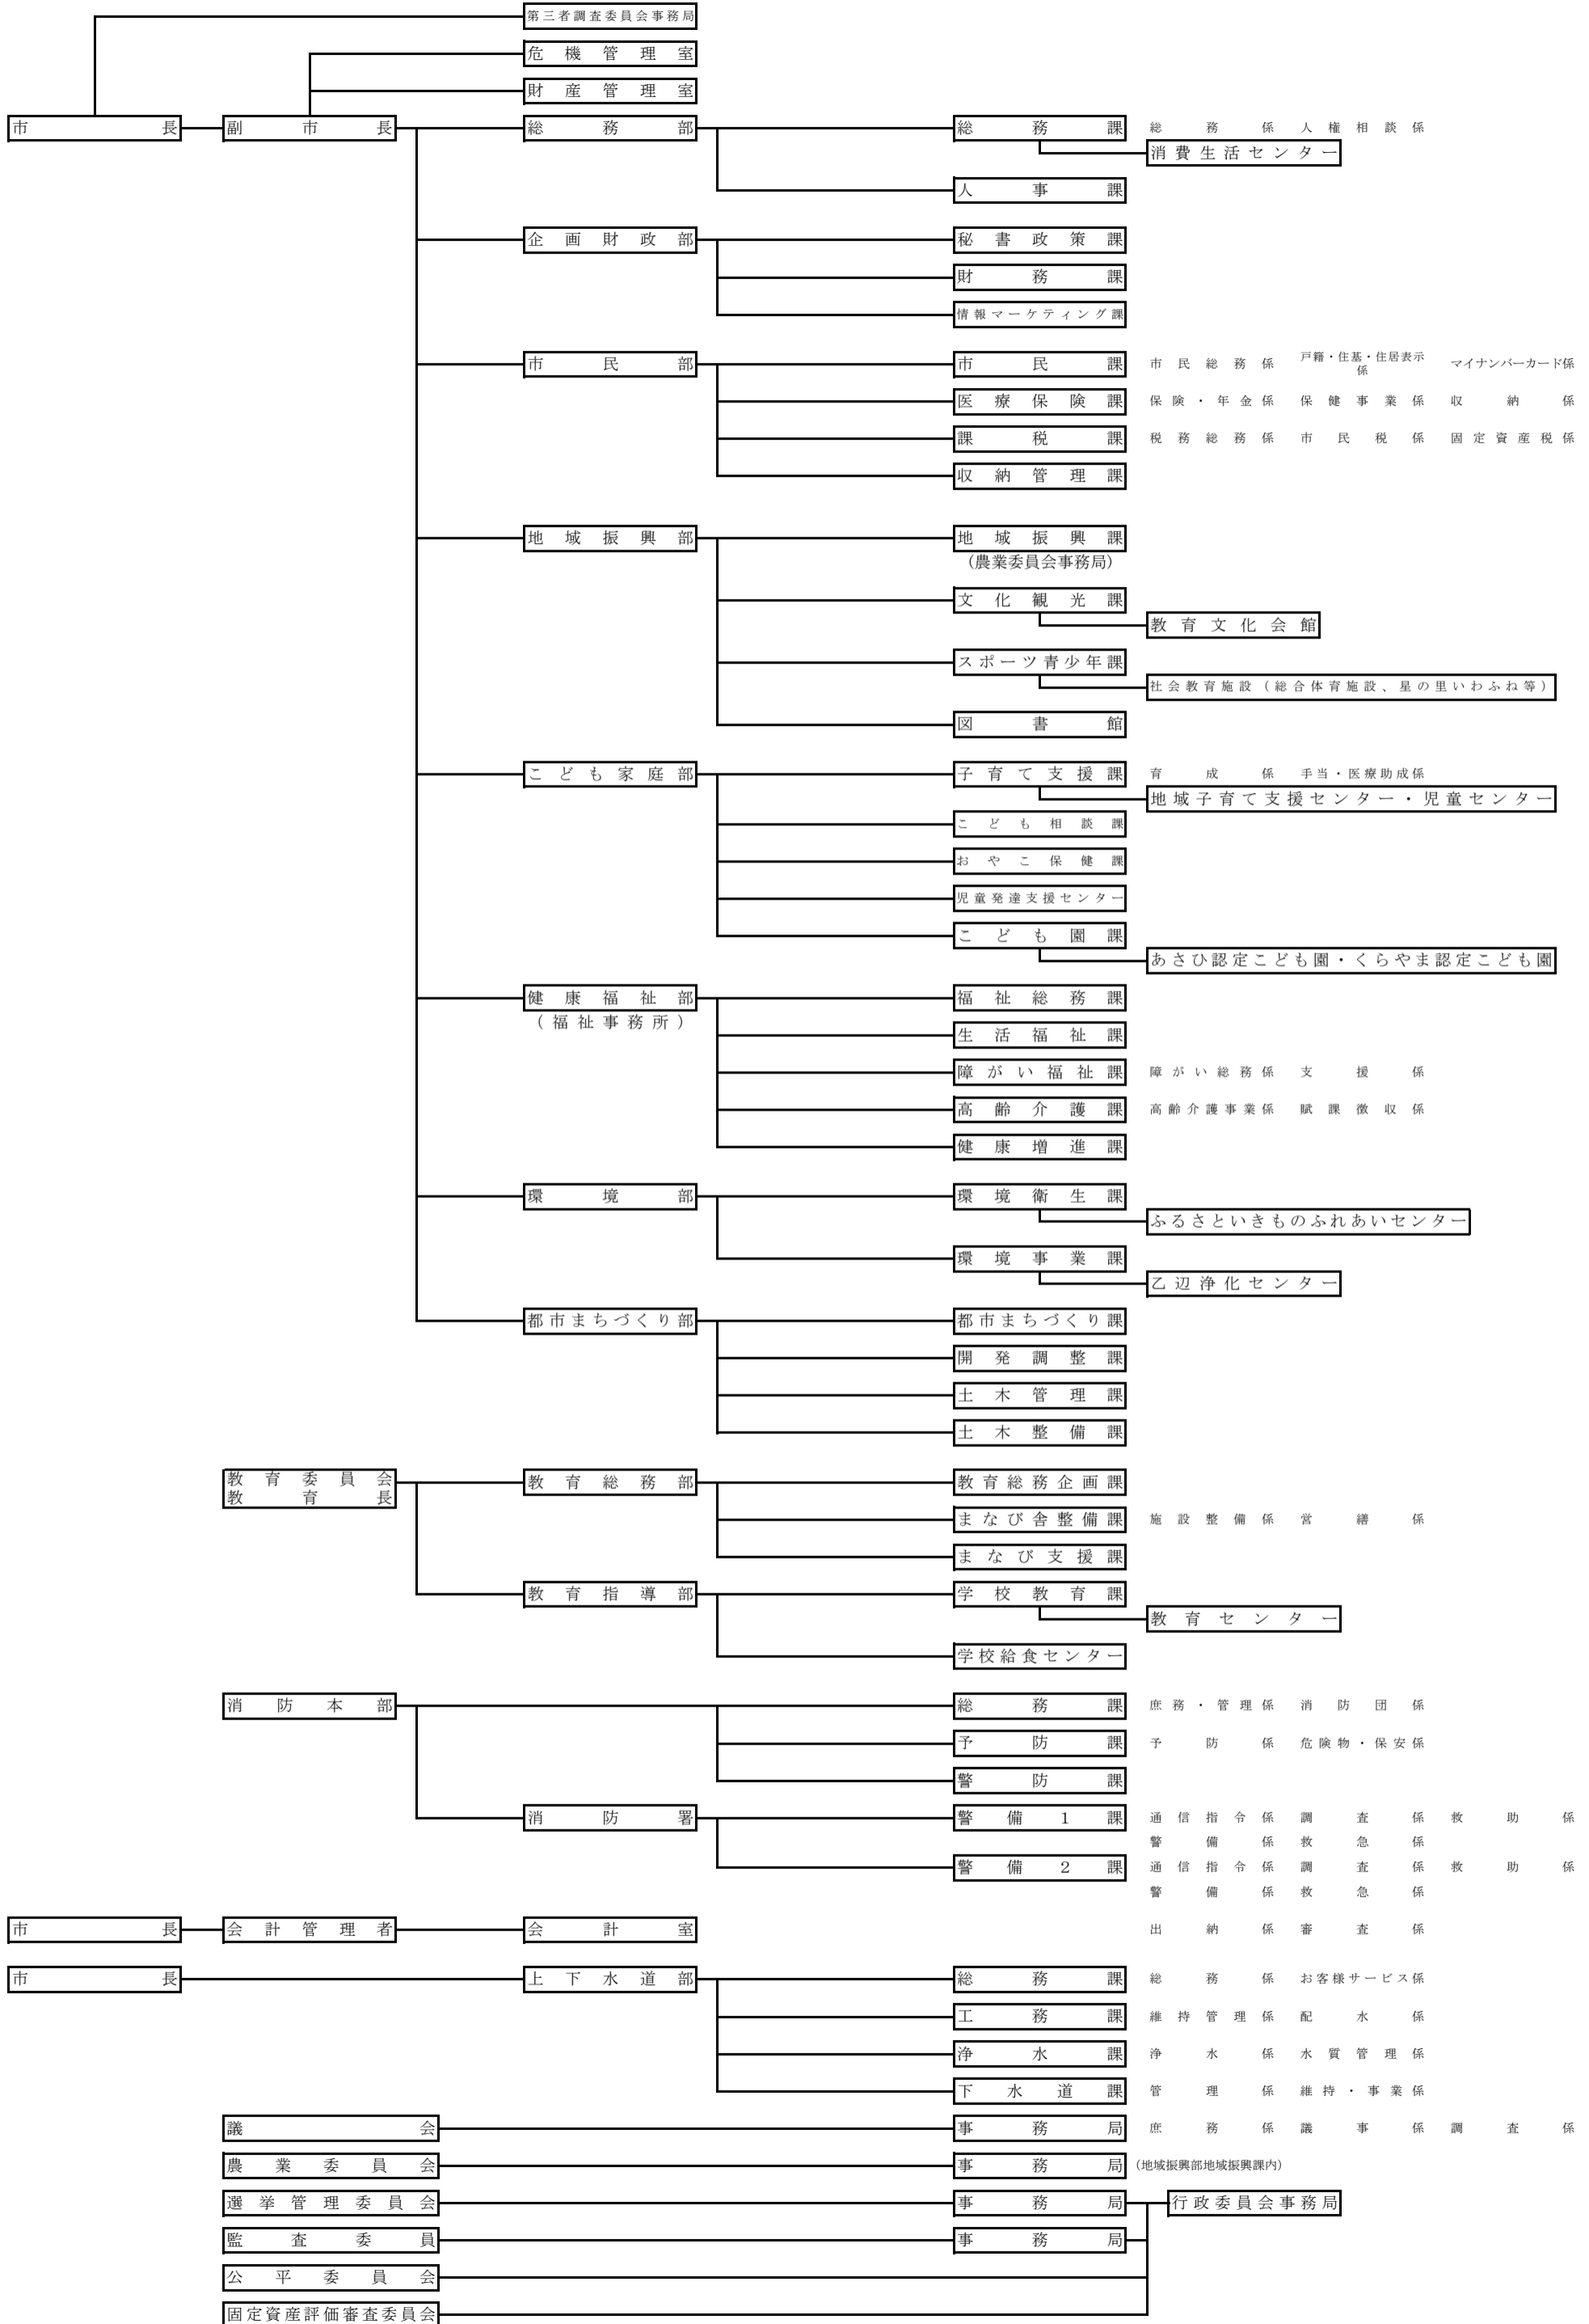 第三者調査委員会事務局
危機管理室
財産管理室
市長 副市長 総務部 総務課 総務係 人権相談係
消費生活センター
人事課
企画財政部 秘書政策課
財務課
情報マーケティング課
市民部 市民課 市民総務係 戸籍・住基・住居表示 マイナンバーカード係
係
医療保険課 保険・年金係 保健事業係 収納係
課税課 税務総務係 市民税係 固定資産税係
収納管理課
地域振興部 地域振興課
(農業委員会事務局)
文化観光課
教育文化会館
スポーツ青少年課
社会教育施設(総合体育施設、星の里いわふね等)
図書館
こども家庭部 子育て支援課 育成係 手当・医療助成係
地域子育て支援センター・児童センター
こども相談課
おやこ保健課
児童発達支援センター
こども園課
あさひ認定こども園・くらやま認定こども園
健康福祉部 福祉総務課
(福祉事務所)
生活福祉課
障がい福祉課 障がい総務係 支援係
高齢介護課 高齢介護事業係 賦課徴収係
健康増進課
環境部 環境衛生課
ふるさといきものふれあいセンター
環境事業課
乙辺浄化センター
都市まちづくり部 都市まちづくり課
開発調整課
土木管理課
土木整備課
教育委員会 教育総務部 教育総務企画課
教育長
まなび舎整備課 施設整備係 営繕係
まなび支援課
教育指導部 学校教育課
教育センター
学校給食センター
消防本部 総務課 庶務・管理係 消防団係
予防課 予防係 危険物・保安係
警防課
消防署 警備1課 通信指令係 調査係 救助係
警備係 救急係
警備2課 通信指令係 調査係 救助係
警備係 救急係
市長 会計管理者 会計室 出納係 審査係
市長 上下水道部 総務課 総務係 お客様サービス係
工務課 維持管理係 配水係
浄水課 浄水係 水質管理係
下水道課 管理係 維持・事業係
議会 事務局 庶務係 議事係 調査係
農業委員会 事務局 (地域振興部地域振興課内)
選挙管理委員会 事務局 行政委員会事務局
監査委員 事務局
公平委員会
固定資産評価審査委員会